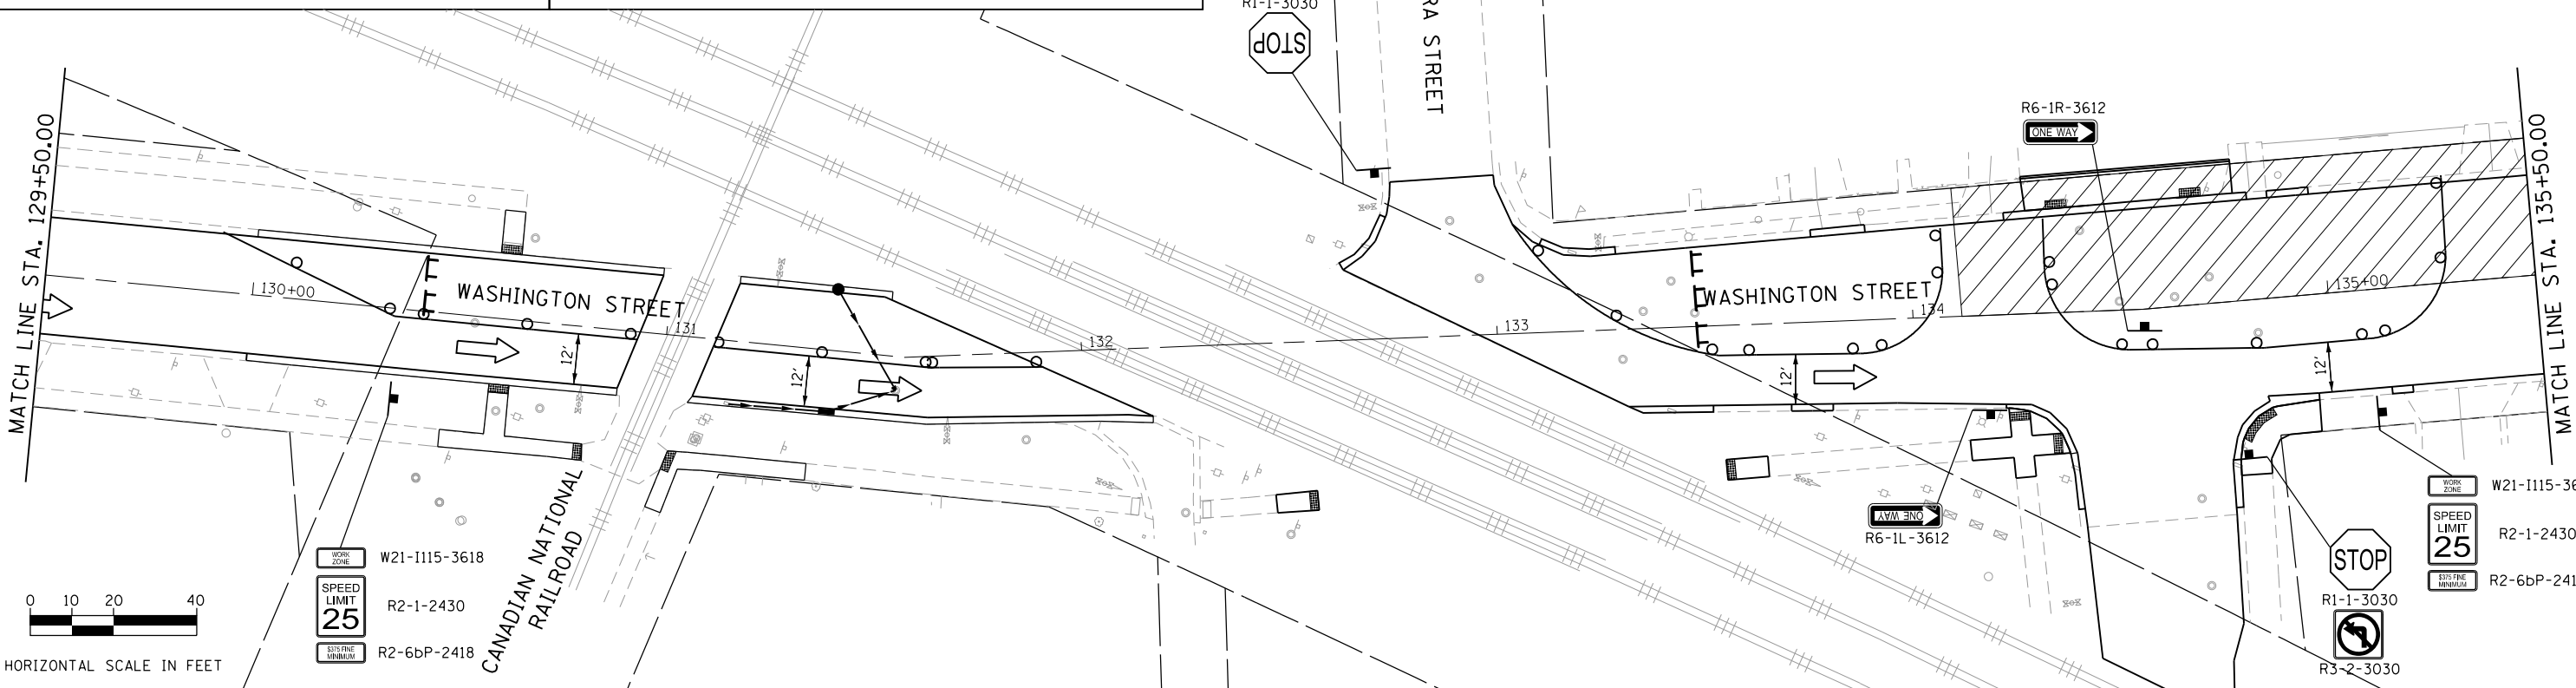 R1-1-3030
STOP
RA STREET
MATCH LINE STA. 129+50.00
130+00
WASHINGTON STREET
131
12'
12'
132
133
WASHINGTON STREET
134
12'
R6-1R-3612
ONE WAY
135+00
12'
MATCH LINE STA. 135+50.00
CANADIAN NATIONAL
RAILROAD
WORK
ZONE
W21-I115-3618
SPEED
LIMIT
25
R2-1-2430
$375 FINE
MINIMUM
R2-6bP-2418
0 10 20 40
HORIZONTAL SCALE IN FEET
ONE WAY
R6-1L-3612
STOP
R1-1-3030
R3-2-3030
WORK
ZONE
W21-I115-36
SPEED
LIMIT
25
R2-1-2430
$375 FINE
MINIMUM
R2-6bP-241